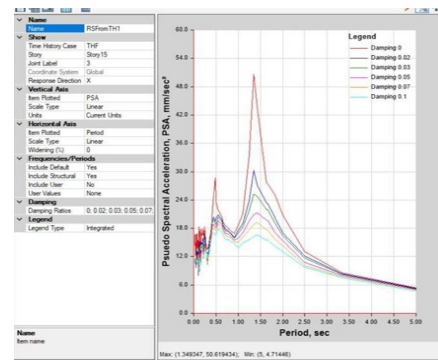 Name
Name RSFromTH1
Show
Time History Case THF
Story Story15
Joint Label 3
Coordinate System Global
Response Direction X
Vertical Axis
Item Plotted PSA
Scale Type Linear
Units Current Units
Horizontal Axis
Item Plotted Period
Scale Type Linear
Widening (%) 0
Frequencies/Periods
Include Default Yes
Include Structural Yes
Include User No
User Values None
Damping
Damping Ratios 0; 0.02; 0.03; 0.05; 0.07;
Legend
Legend Type Integrated
Name
Item name
Psuedo Spectral Acceleration, PSA, mm/sec²
60.0
54.0
48.0
42.0
36.0
30.0
24.0
18.0
12.0
6.0
0.0
Legend
Damping 0
Damping 0.02
Damping 0.03
Damping 0.05
Damping 0.07
Damping 0.1
0.00 0.50 1.00 1.50 2.00 2.50 3.00 3.50 4.00 4.50 5.00
Period, sec
Max: (1.349347, 50.619434); Min: (5, 4.71446)